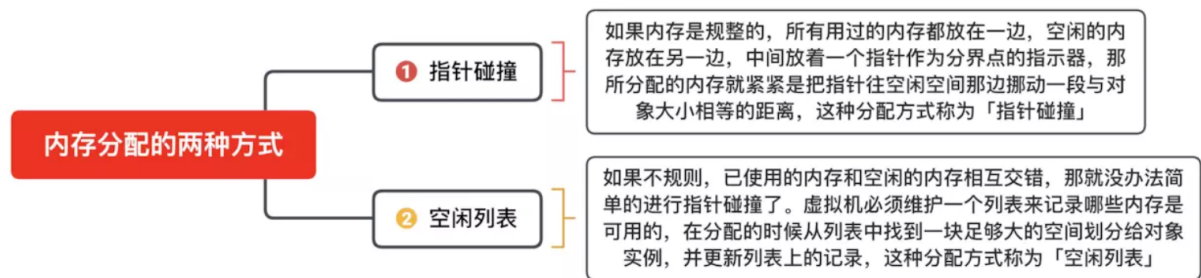 内存分配的两种方式
1 指针碰撞
如果内存是规整的，所有用过的内存都放在一边，空闲的内
存放在另一边，中间放着一个指针作为分界点的指示器，那
所分配的内存就紧紧是把指针往空闲空间那边挪动一段与对
象大小相等的距离，这种分配方式称为「指针碰撞」
2 空闲列表
如果不规则，已使用的内存和空闲的内存相互交错，那就没办法简
单的进行指针碰撞了。虚拟机必须维护一个列表来记录哪些内存是
可用的，在分配的时候从列表中找到一块足够大的空间划分给对象
实例，并更新列表上的记录，这种分配方式称为「空闲列表」